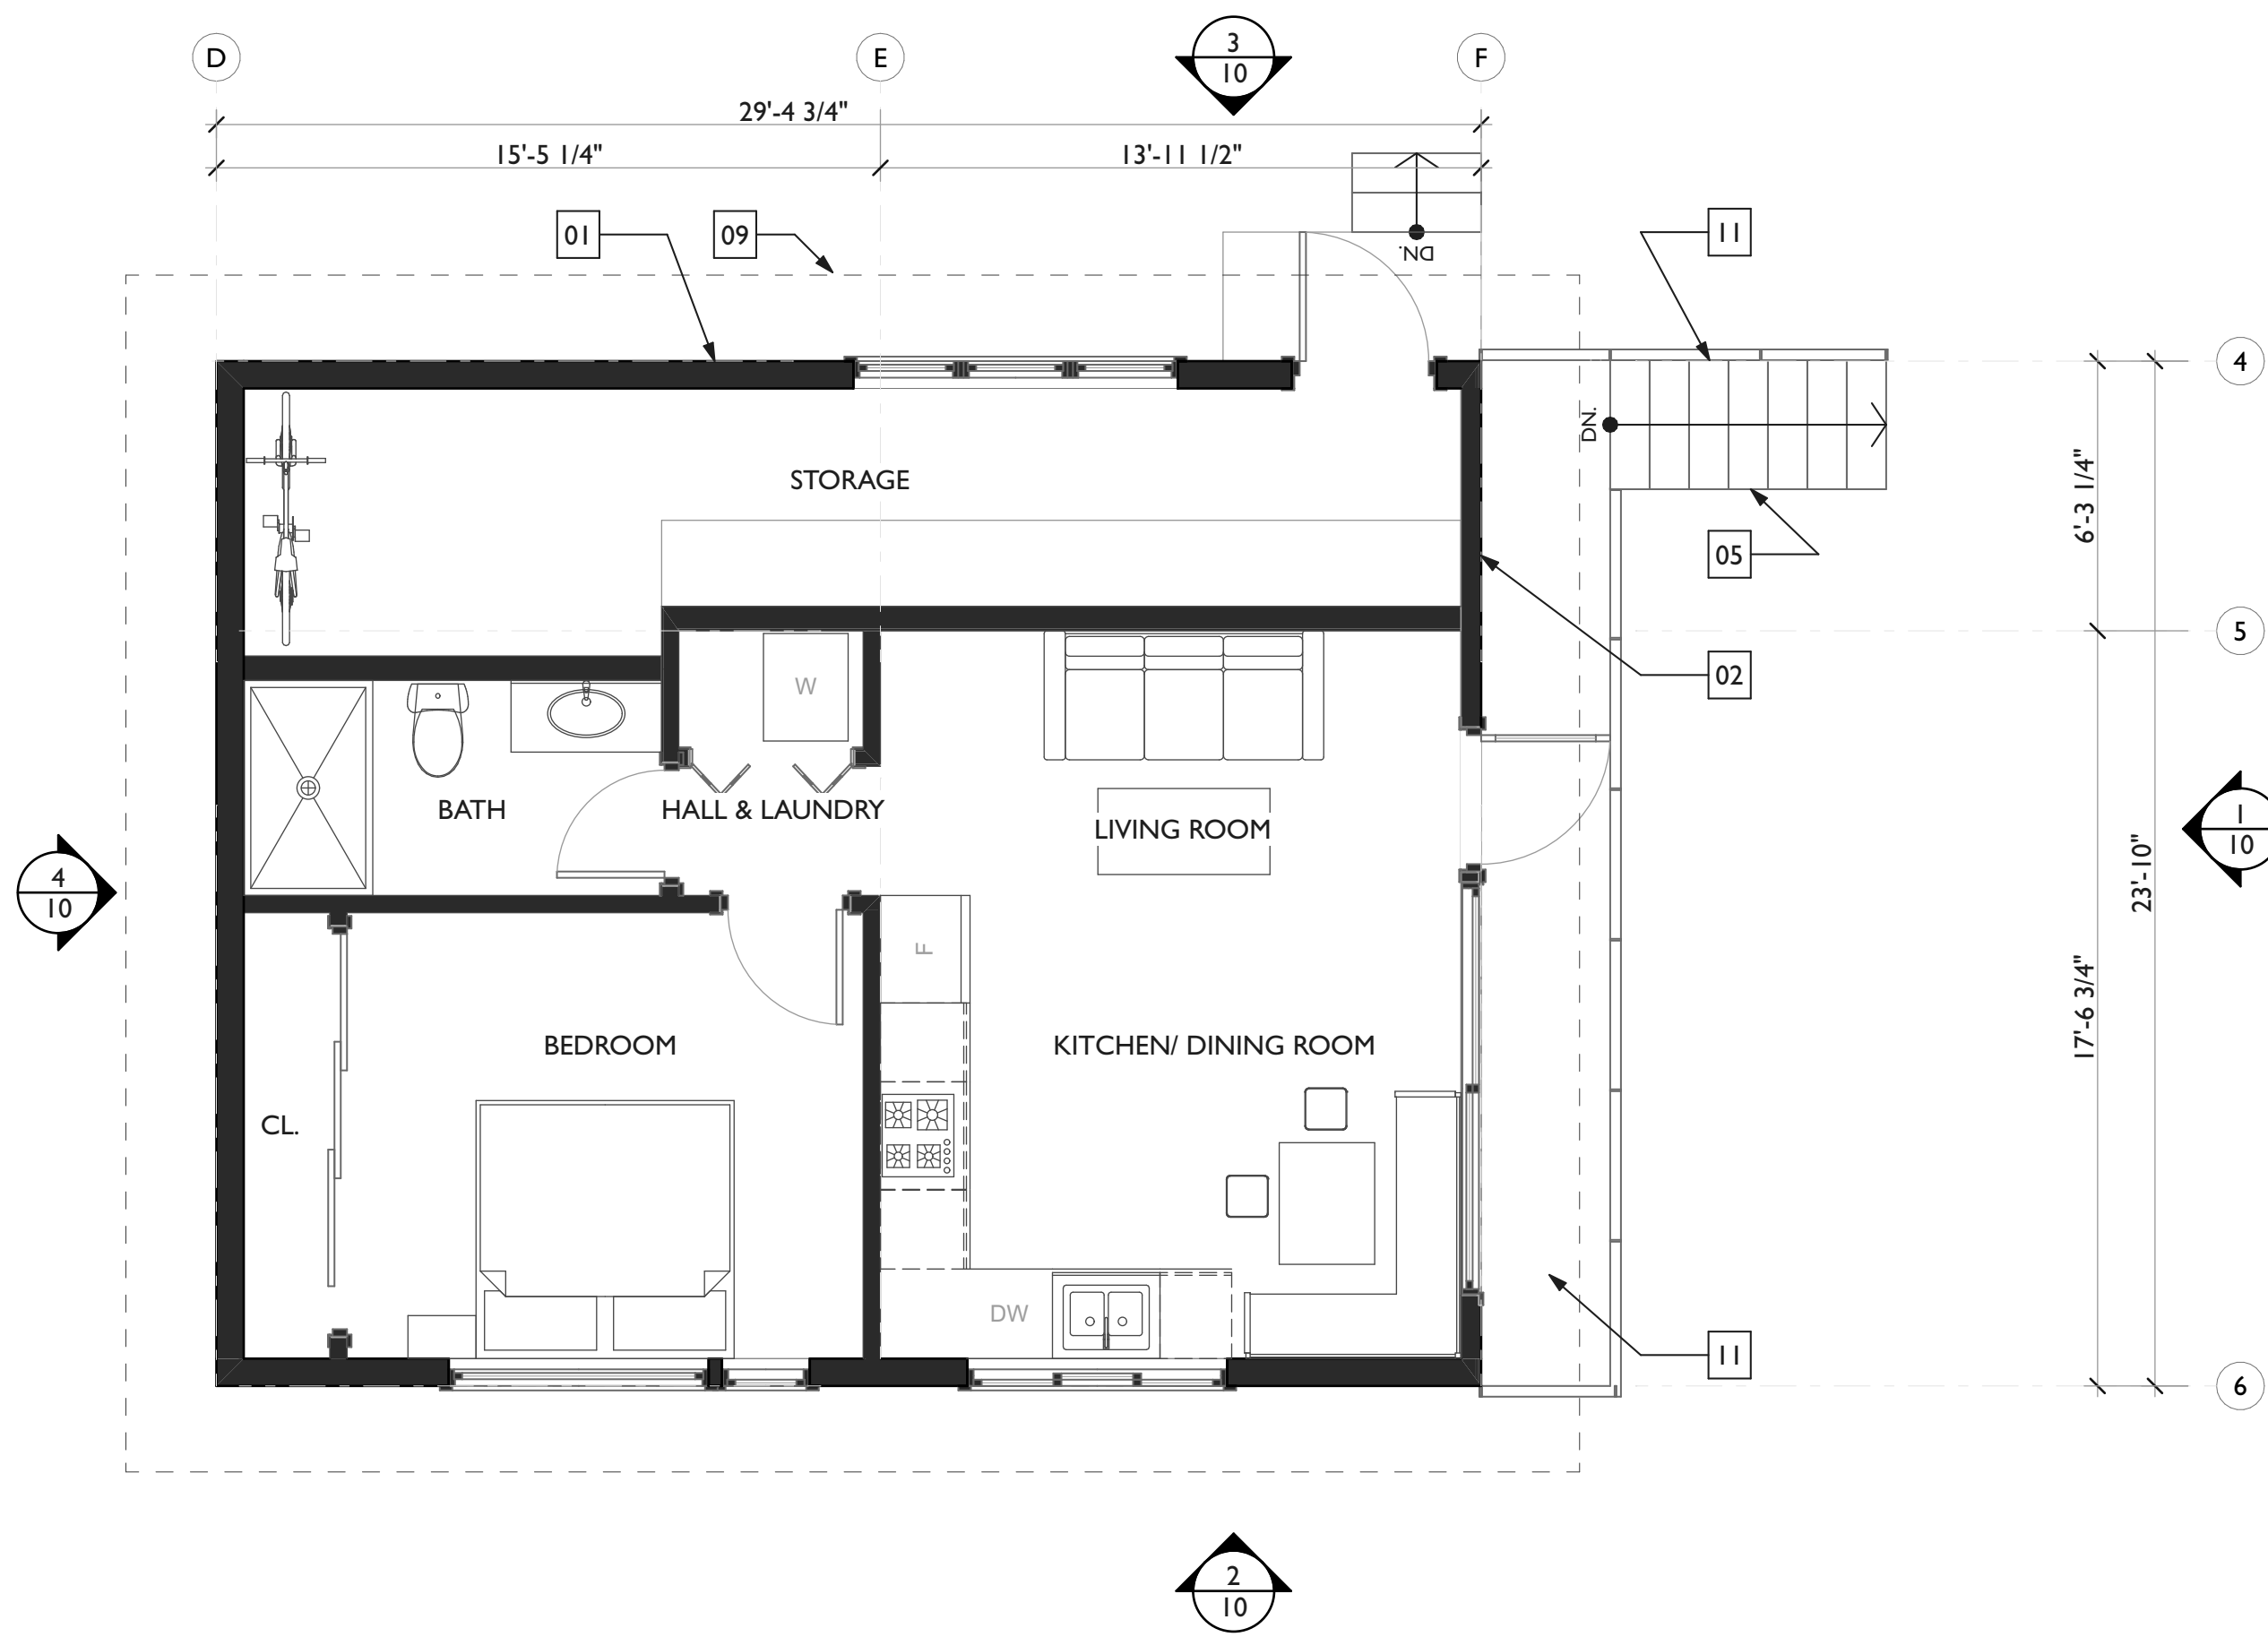 3
10
D
E
F
29'-4 3/4"
15'-5 1/4"
13'-11 1/2"
01
09
11
DN.
4
DN.
STORAGE
6'-3 1/4"
05
5
02
W
BATH
HALL & LAUNDRY
LIVING ROOM
1
10
4
10
23'-10"
F
17'-6 3/4"
BEDROOM
KITCHEN/ DINING ROOM
CL.
DW
11
6
2
10